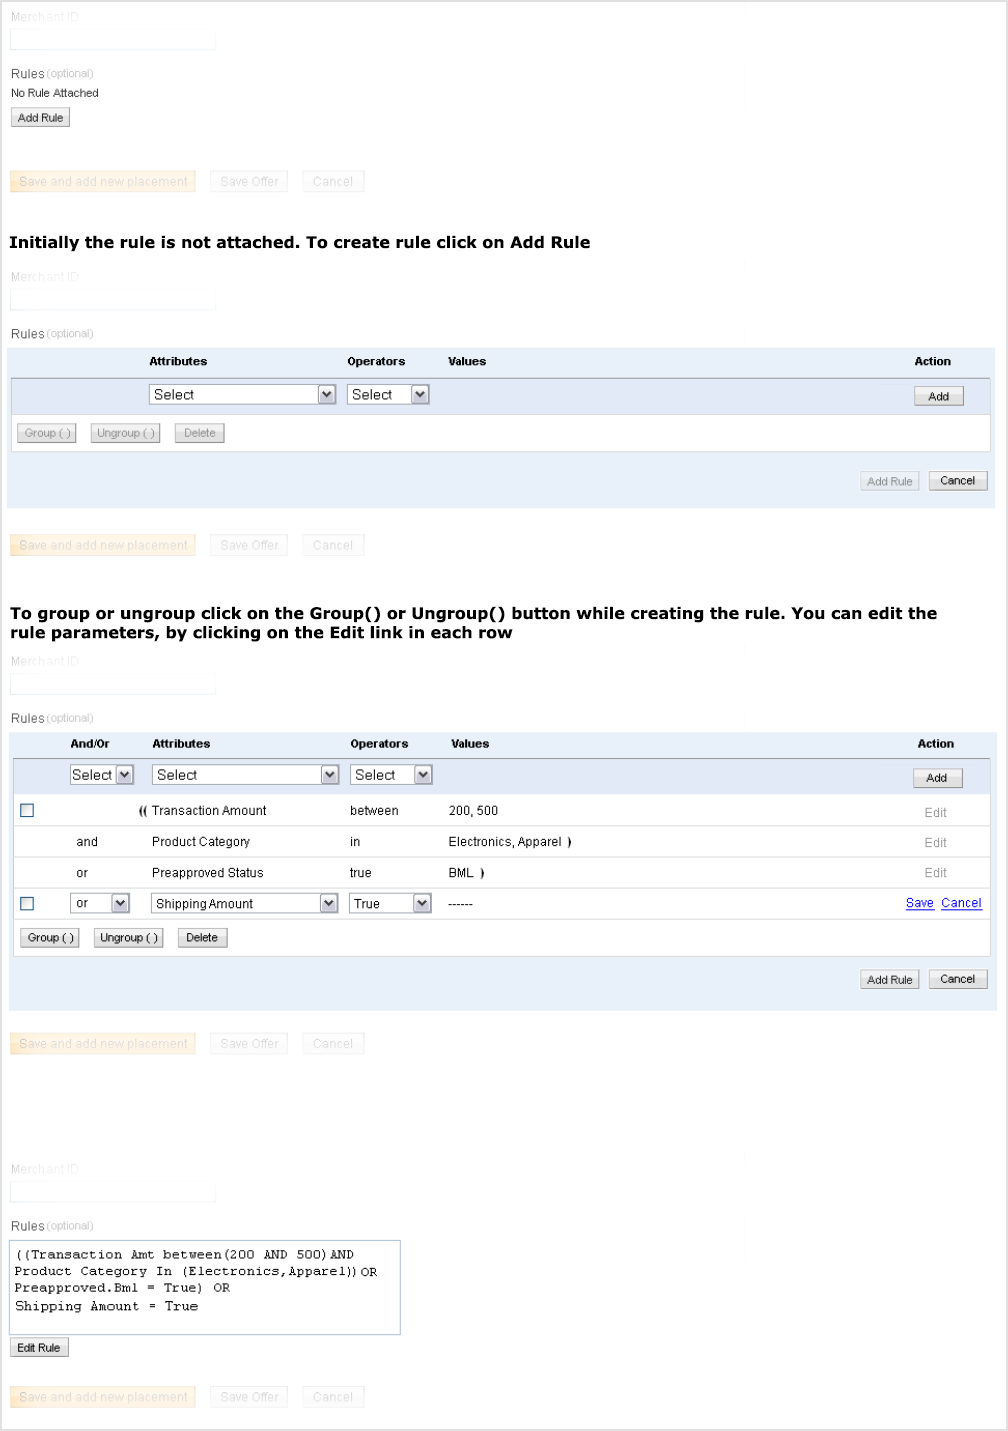 Merchant ID
Rules (optional)
No Rule Attached
Add Rule
Save and add new placement Save Offer Cancel
Initially the rule is not attached. To create rule click on Add Rule
Merchant ID
Rules (optional)
Attributes Operators Values Action
Select Select Add
Group ( ) Ungroup ( ) Delete
Add Rule Cancel
Save and add new placement Save Offer Cancel
To group or ungroup click on the Group() or Ungroup() button while creating the rule. You can edit the
rule parameters, by clicking on the Edit link in each row
Merchant ID
Rules (optional)
And/Or Attributes Operators Values Action
Select Select Select Add
(( Transaction Amount between 200, 500 Edit
and Product Category in Electronics, Apparel ) Edit
or Preapproved Status true BML ) Edit
or Shipping Amount True ------ Save Cancel
Group ( ) Ungroup ( ) Delete
Add Rule Cancel
Save and add new placement Save Offer Cancel
Merchant ID
Rules (optional)
((Transaction Amt between(200 AND 500)AND
Product Category In (Electronics,Apparel)) OR
Preapproved.Bml = True) OR
Shipping Amount = True
Edit Rule
Save and add new placement Save Offer Cancel